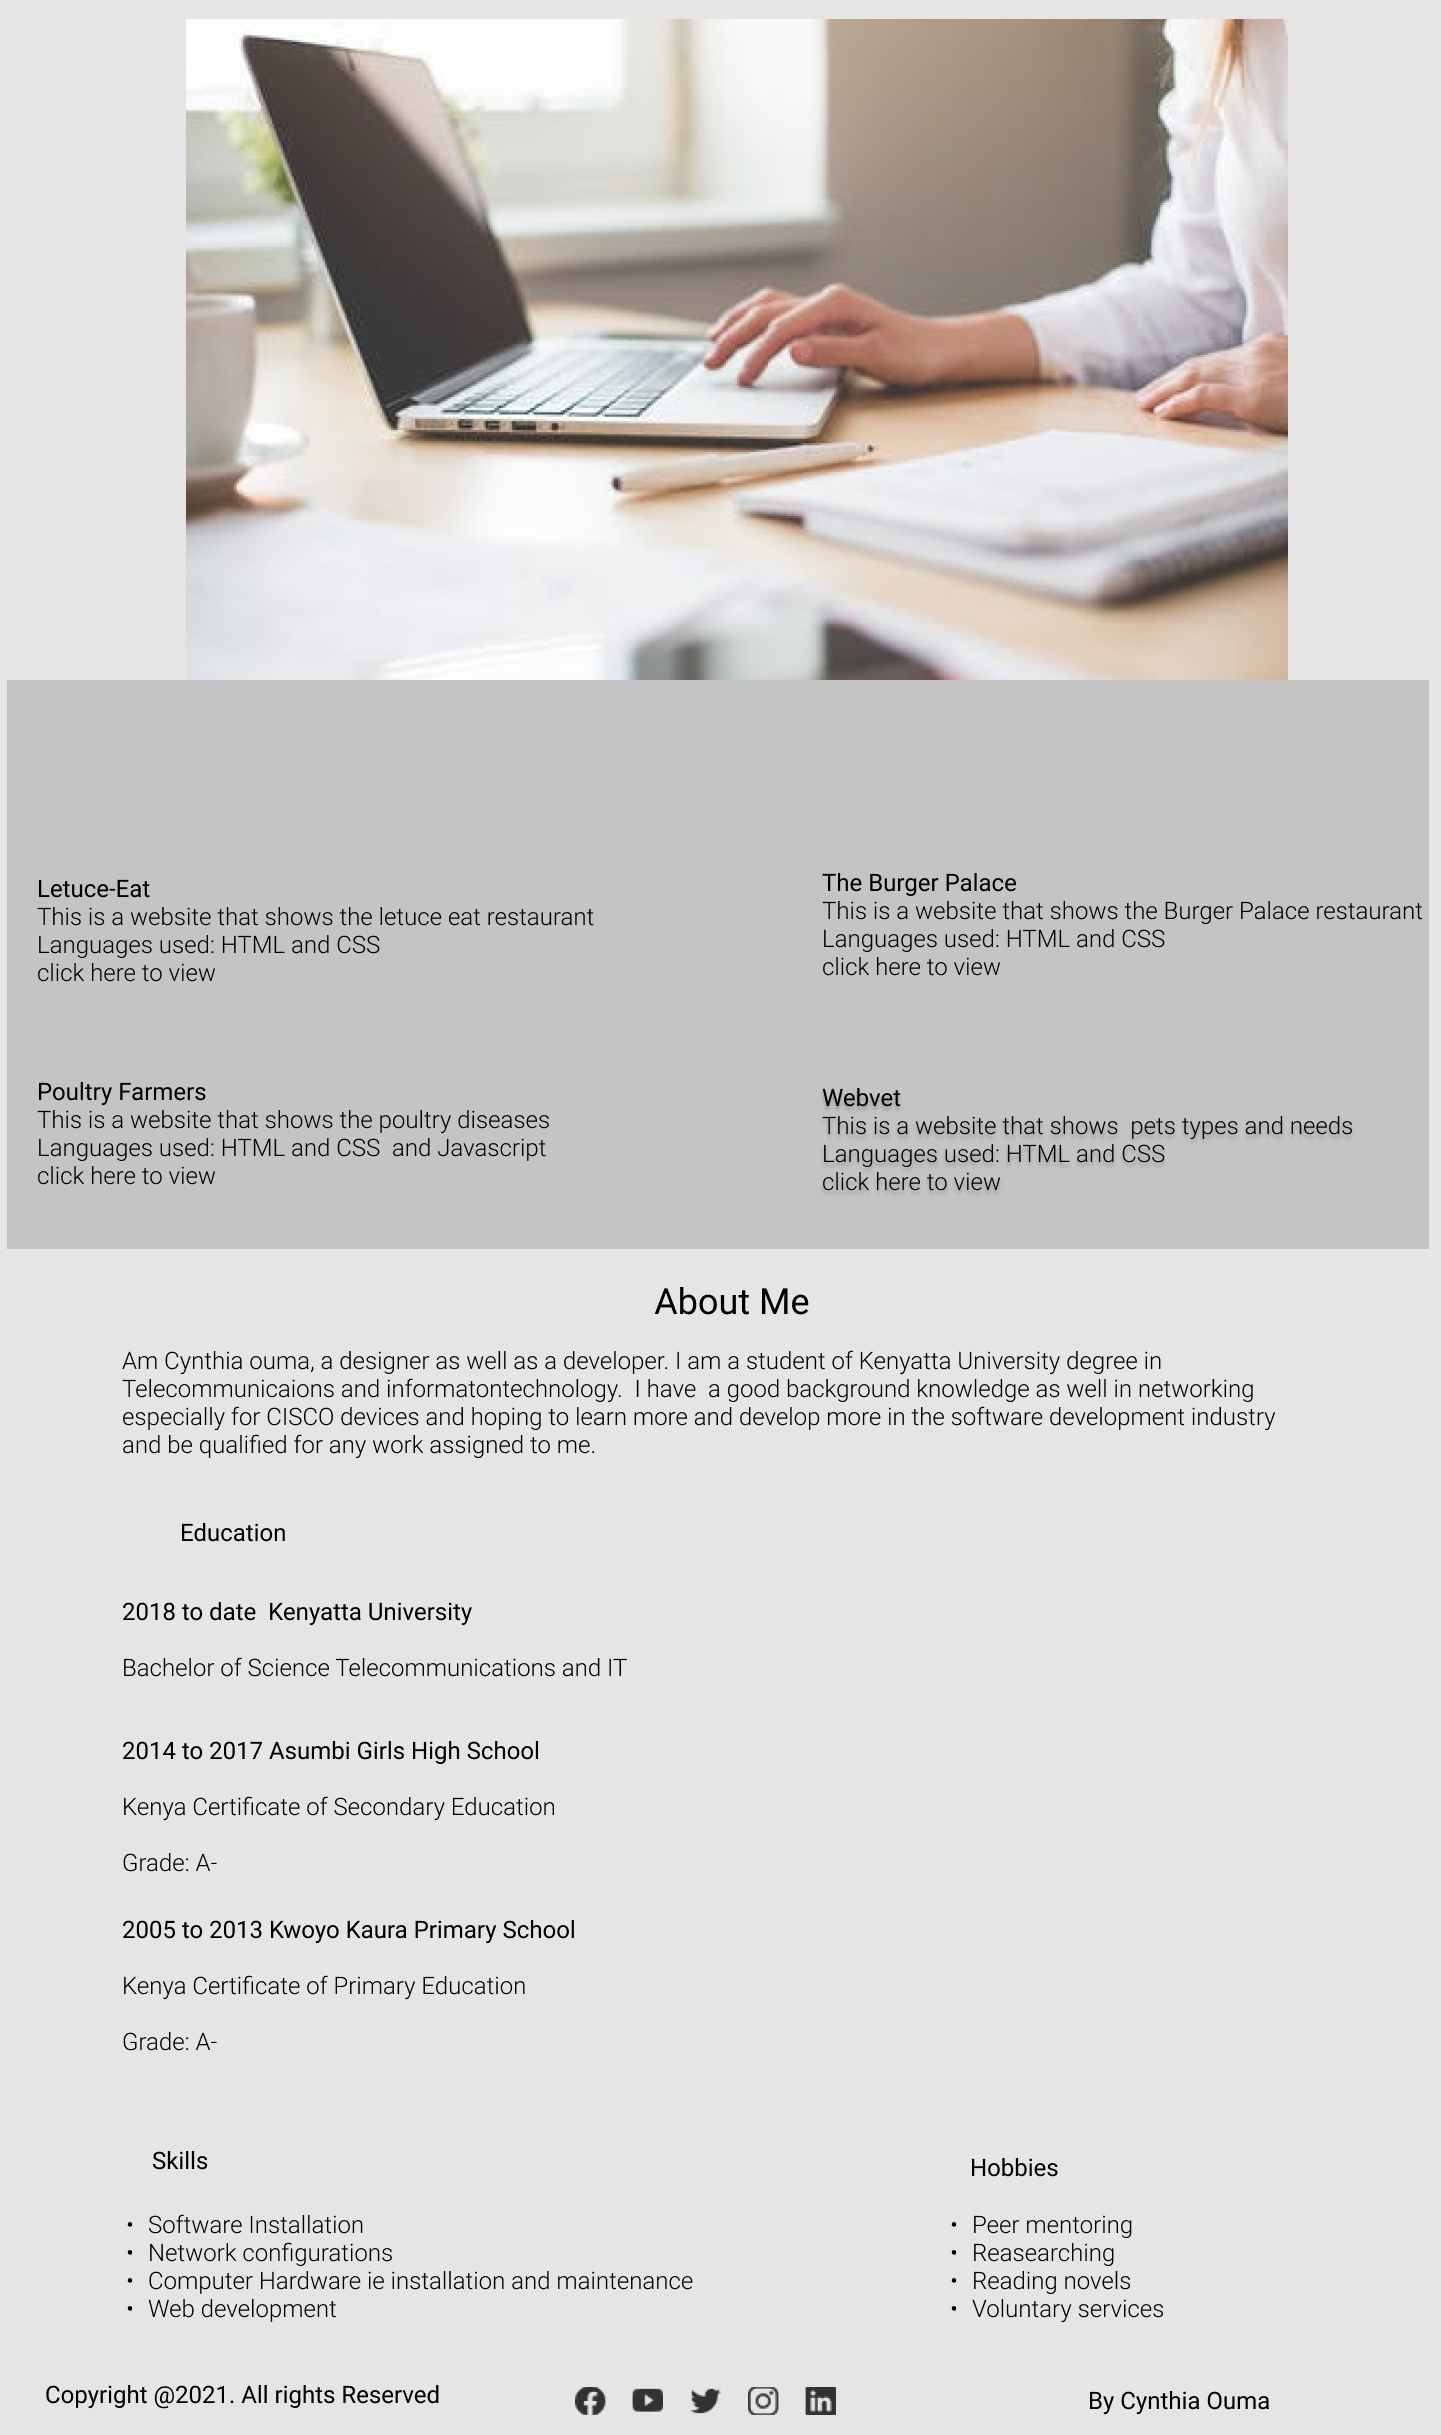 Letuce-Eat
This is a website that shows the letuce eat restaurant
Languages used: HTML and CSS
click here to view
The Burger Palace
This is a website that shows the Burger Palace restaurant
Languages used: HTML and CSS
click here to view
Poultry Farmers
This is a website that shows the poultry diseases
Languages used: HTML and CSS  and Javascript
click here to view
Webvet
This is a website that shows  pets types and needs
Languages used: HTML and CSS
click here to view
About Me
Am Cynthia ouma, a designer as well as a developer. I am a student of Kenyatta University degree in
Telecommunicaions and informatontechnology.  I have  a good background knowledge as well in networking
especially for CISCO devices and hoping to learn more and develop more in the software development industry
and be qualified for any work assigned to me.
Education
2018 to date  Kenyatta University
Bachelor of Science Telecommunications and IT
2014 to 2017 Asumbi Girls High School
Kenya Certificate of Secondary Education
Grade: A-
2005 to 2013 Kwoyo Kaura Primary School
Kenya Certificate of Primary Education
Grade: A-
Skills
• Software Installation
• Network configurations
• Computer Hardware ie installation and maintenance
• Web development
Hobbies
• Peer mentoring
• Reasearching
• Reading novels
• Voluntary services
Copyright @2021. All rights Reserved
By Cynthia Ouma